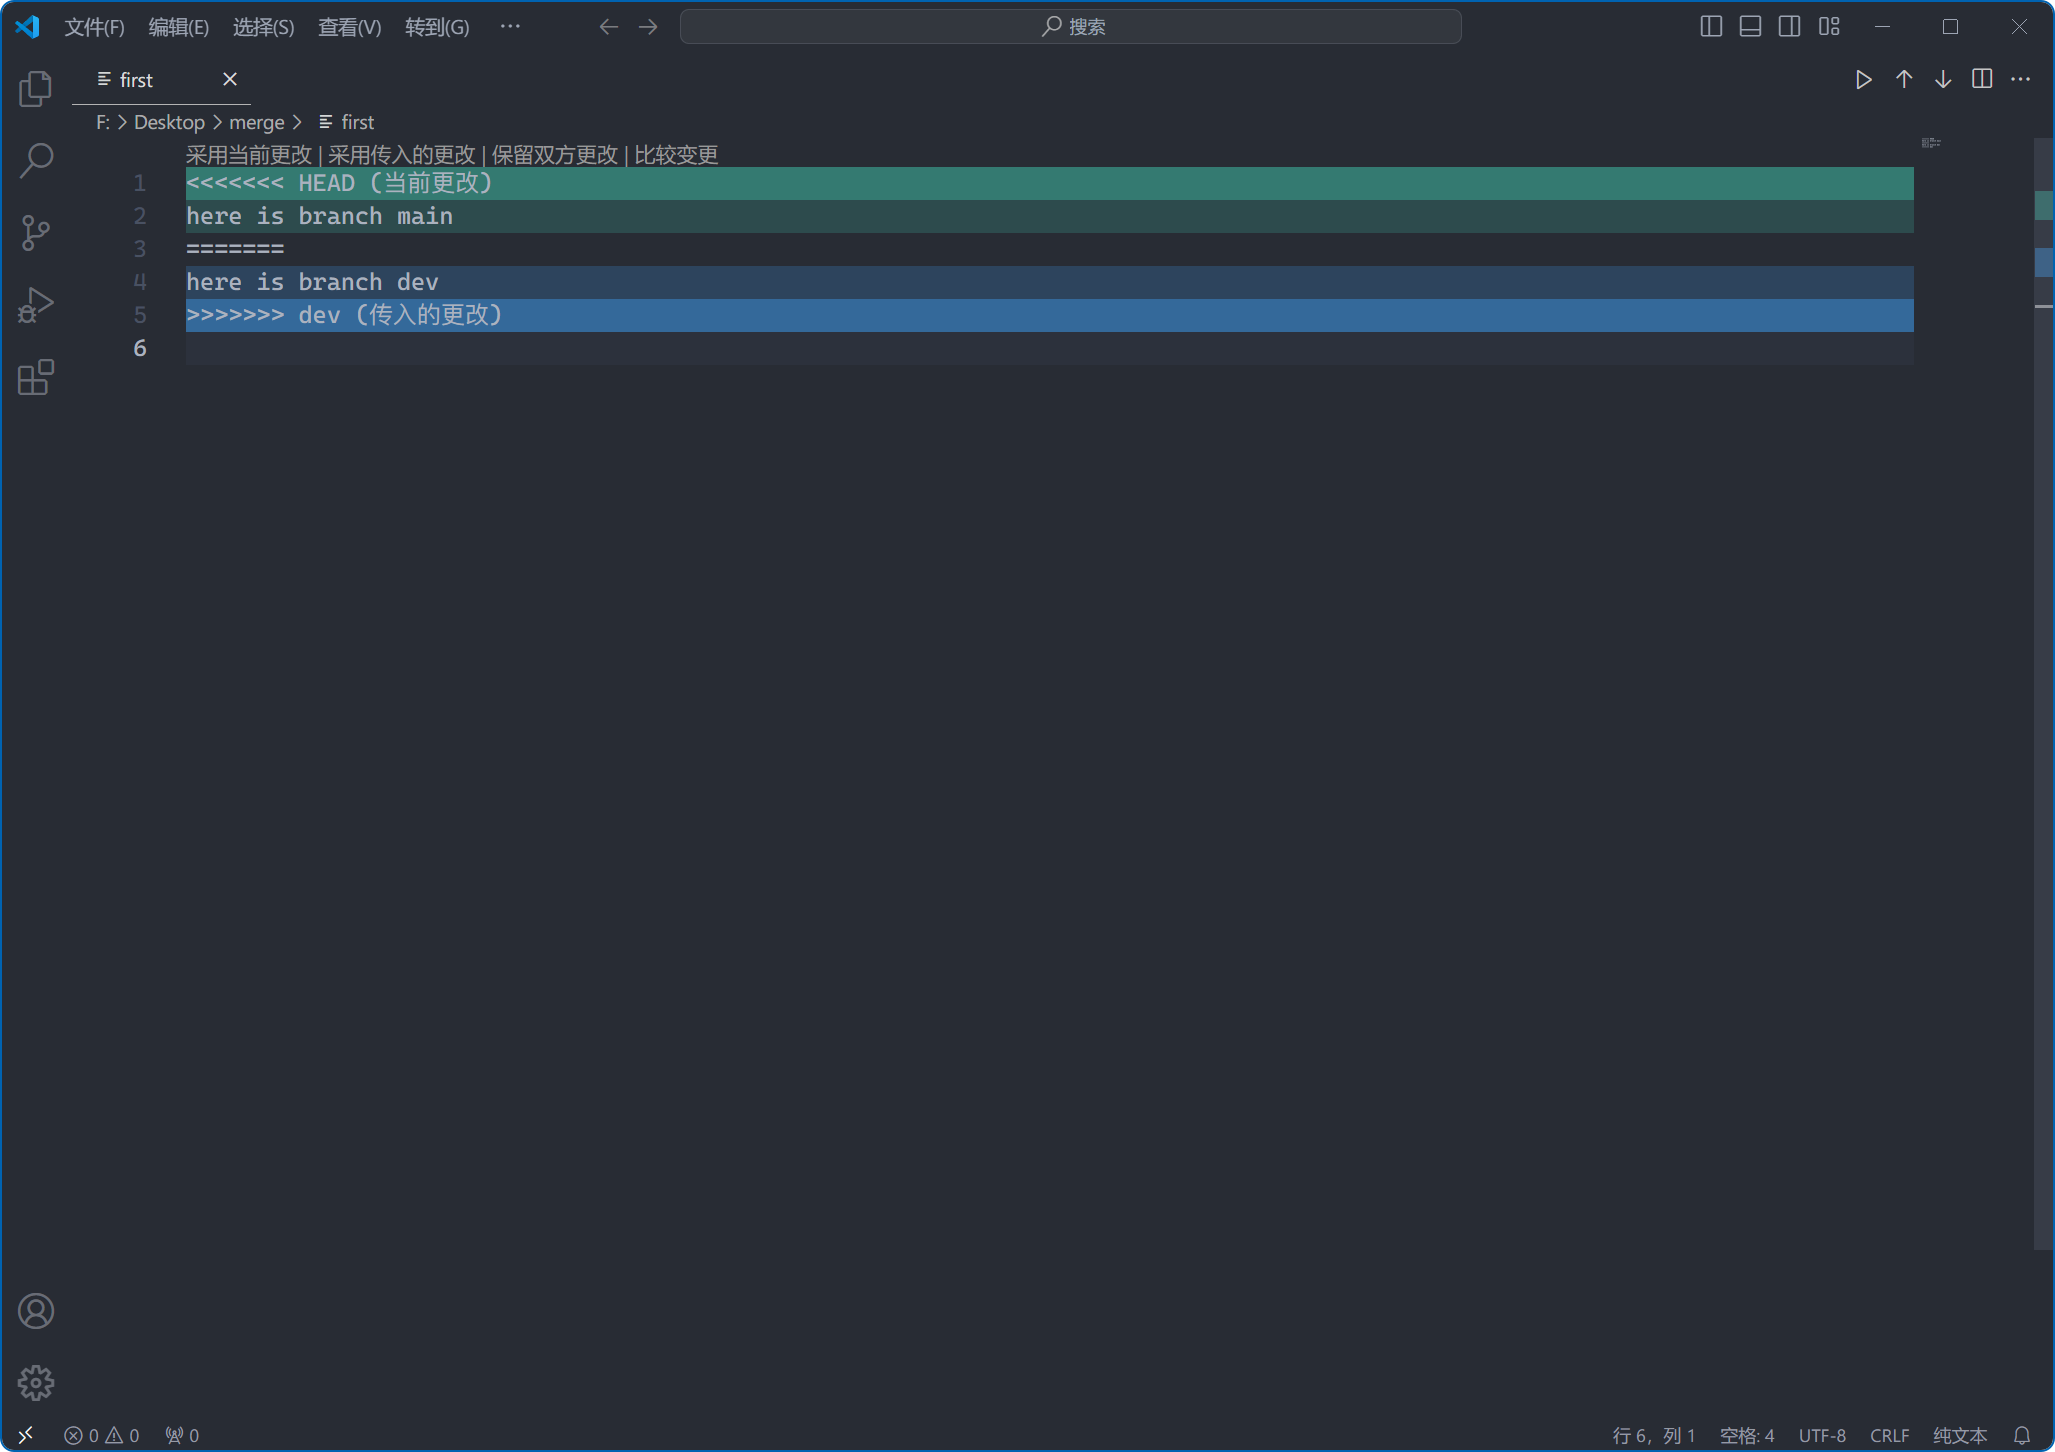 文件(F) 编辑(E) 选择(S) 查看(V) 转到(G) ··· 搜索
first
F: > Desktop > merge > first
采用当前更改 | 采用传入的更改 | 保留双方更改 | 比较变更
1 <<<<<<< HEAD (当前更改)
2 here is branch main
3 =======
4 here is branch dev
5 >>>>>>> dev (传入的更改)
6
0 0 0 行 6，列 1 空格: 4 UTF-8 CRLF 纯文本